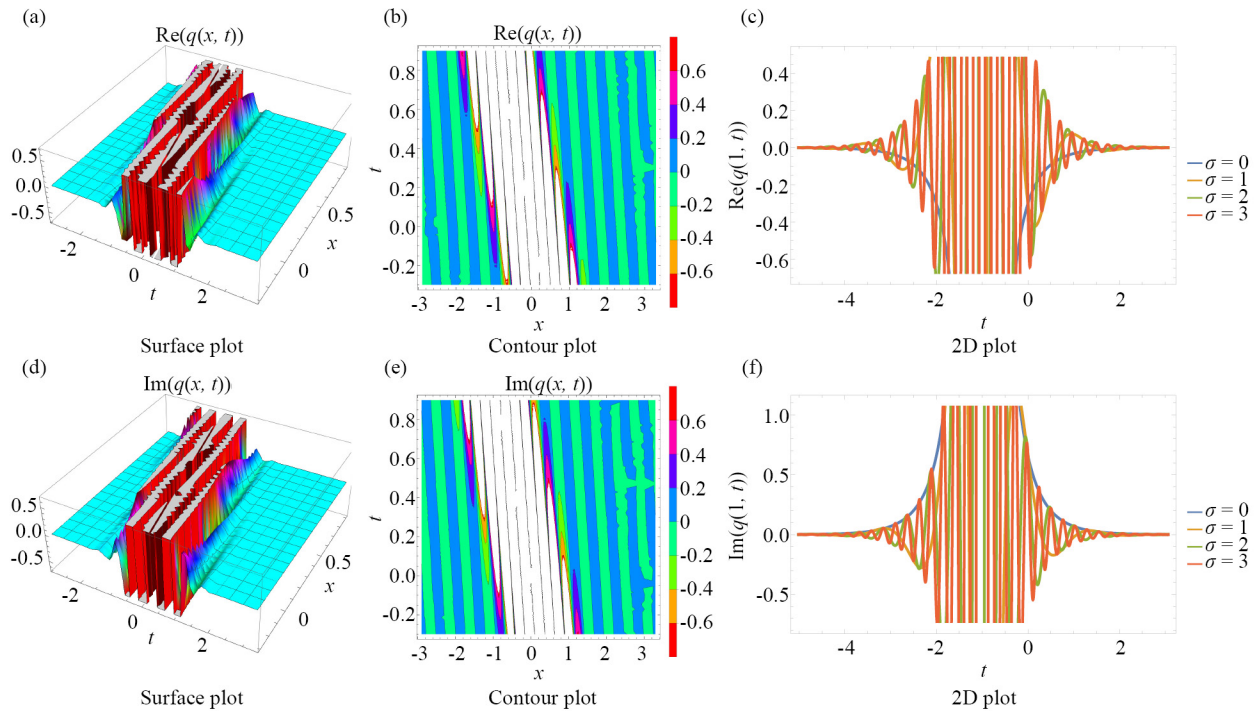 (a)
Re(q(x, t))
0.5
0.0
-0.5
-2
0
2
t
0
0.5
x
Surface plot
(b)
Re(q(x, t))
0.8
0.6
0.4
0.2
0.0
-0.2
t
-3 -2 -1 0 1 2 3
x
0.6
0.4
0.2
0
-0.2
-0.4
-0.6
Contour plot
(c)
Re(q(1, t))
0.4
0.2
0.0
-0.2
-0.4
-0.6
-4 -2 0 2
t
σ = 0
σ = 1
σ = 2
σ = 3
2D plot
(d)
Im(q(x, t))
0.5
0.0
-0.5
-2
0
2
t
0
0.5
x
Surface plot
(e)
Im(q(x, t))
0.8
0.6
0.4
0.2
0.0
-0.2
t
-3 -2 -1 0 1 2 3
x
0.6
0.4
0.2
0
-0.2
-0.4
-0.6
Contour plot
(f)
Im(q(1, t))
1.0
0.5
0.0
-0.5
-4 -2 0 2
t
σ = 0
σ = 1
σ = 2
σ = 3
2D plot